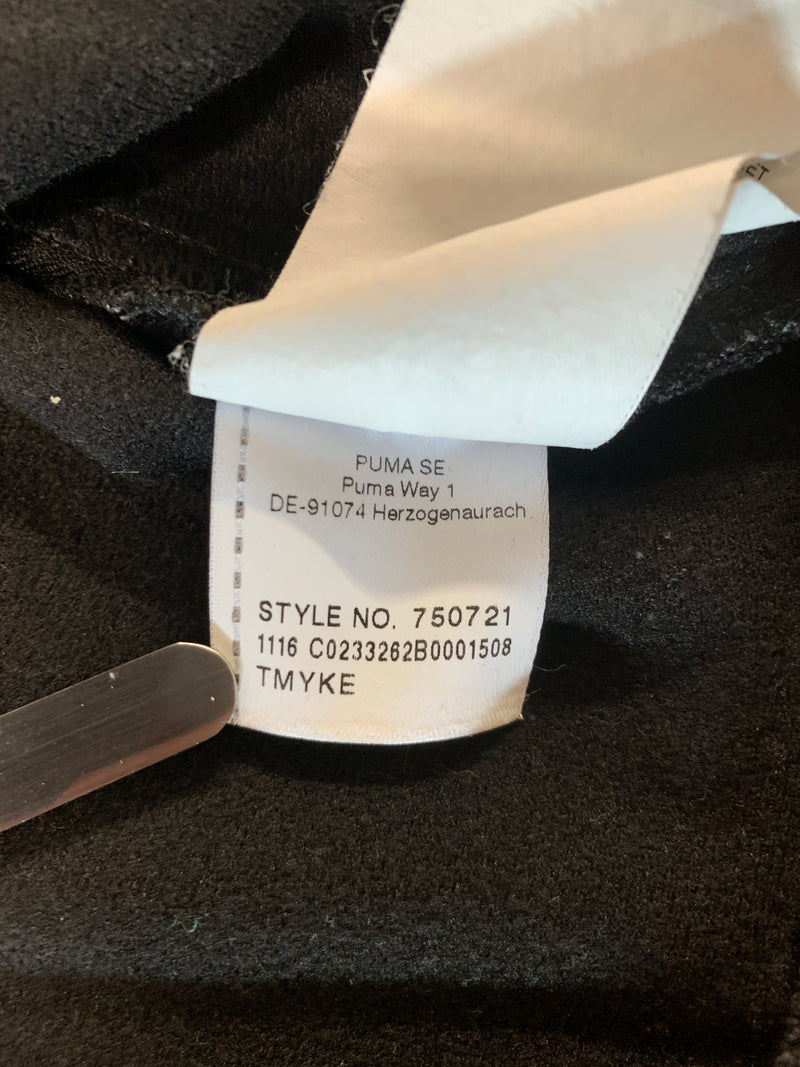 PUMA SE
Puma Way 1
DE-91074 Herzogenaurach
STYLE NO. 750721
1116 C0233262B0001508
TMYKE